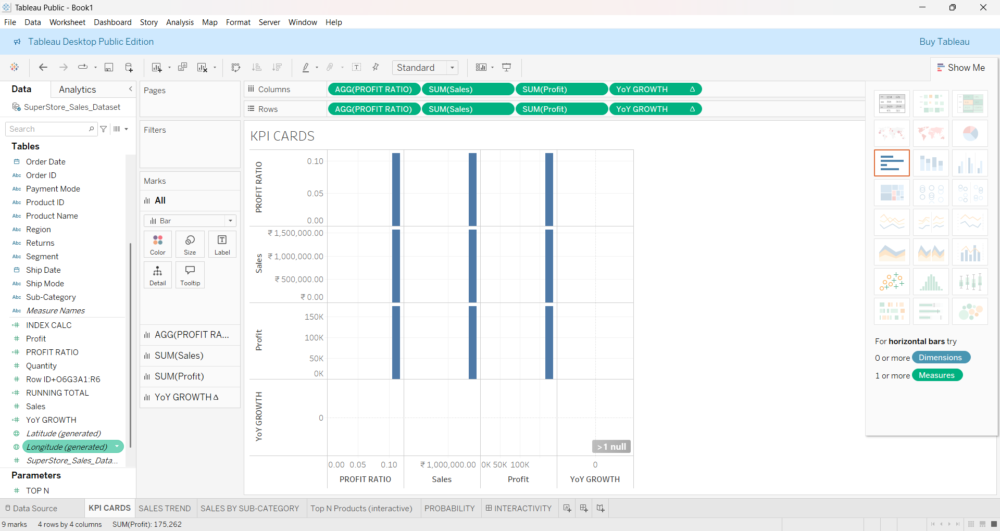 Tableau Public - Book1
File Data Worksheet Dashboard Story Analysis Map Format Server Window Help
Tableau Desktop Public Edition
Buy Tableau
Standard
Show Me
Data
Analytics
SuperStore_Sales_Dataset
Search
Tables
Order Date
Abc Order ID
Abc Payment Mode
Abc Product ID
Abc Product Name
Abc Region
Abc Returns
Abc Segment
Ship Date
Abc Ship Mode
Abc Sub-Category
Abc Measure Names
INDEX CALC
Profit
PROFIT RATIO
Quantity
Row ID+O6G3A1:R6
RUNNING TOTAL
Sales
YoY GROWTH
Latitude (generated)
Longitude (generated)
SuperStore_Sales_Data...
Parameters
TOP N
Pages
Filters
Marks
All
Bar
Color
Size
Label
Detail
Tooltip
AGG(PROFIT RA...
SUM(Sales)
SUM(Profit)
YoY GROWTH Δ
Columns AGG(PROFIT RATIO) SUM(Sales) SUM(Profit) YoY GROWTH Δ
Rows AGG(PROFIT RATIO) SUM(Sales) SUM(Profit) YoY GROWTH Δ
KPI CARDS
PROFIT RATIO
0.10
0.05
0.00
Sales
₹ 1,500,000.00
₹ 1,000,000.00
₹ 500,000.00
₹ 0.00
Profit
150K
100K
50K
0K
YoY GROWTH
0
>1 null
0.00 0.05 0.10 ₹ 1,000,000.00 0K 50K 100K 0
PROFIT RATIO Sales Profit YoY GROWTH
For horizontal bars try
0 or more Dimensions
1 or more Measures
Data Source KPI CARDS SALES TREND SALES BY SUB-CATEGORY Top N Products (interactive) PROBABILITY INTERACTIVITY
9 marks 4 rows by 4 columns SUM(Profit): 175,262